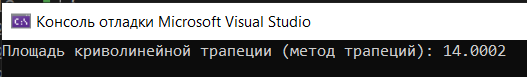 Консоль отладки Microsoft Visual Studio
Площадь криволинейной трапеции (метод трапеций): 14.0002